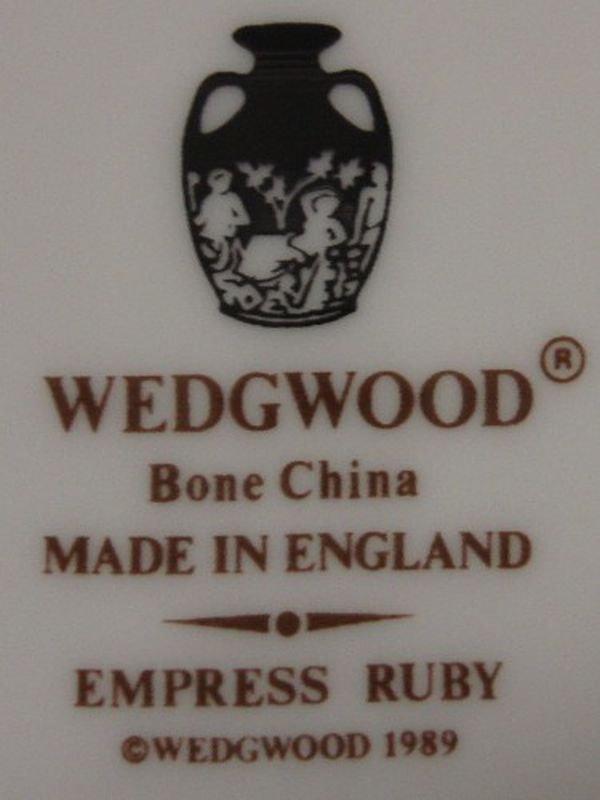 WEDGWOOD®
Bone China
MADE IN ENGLAND
EMPRESS RUBY
©WEDGWOOD 1989